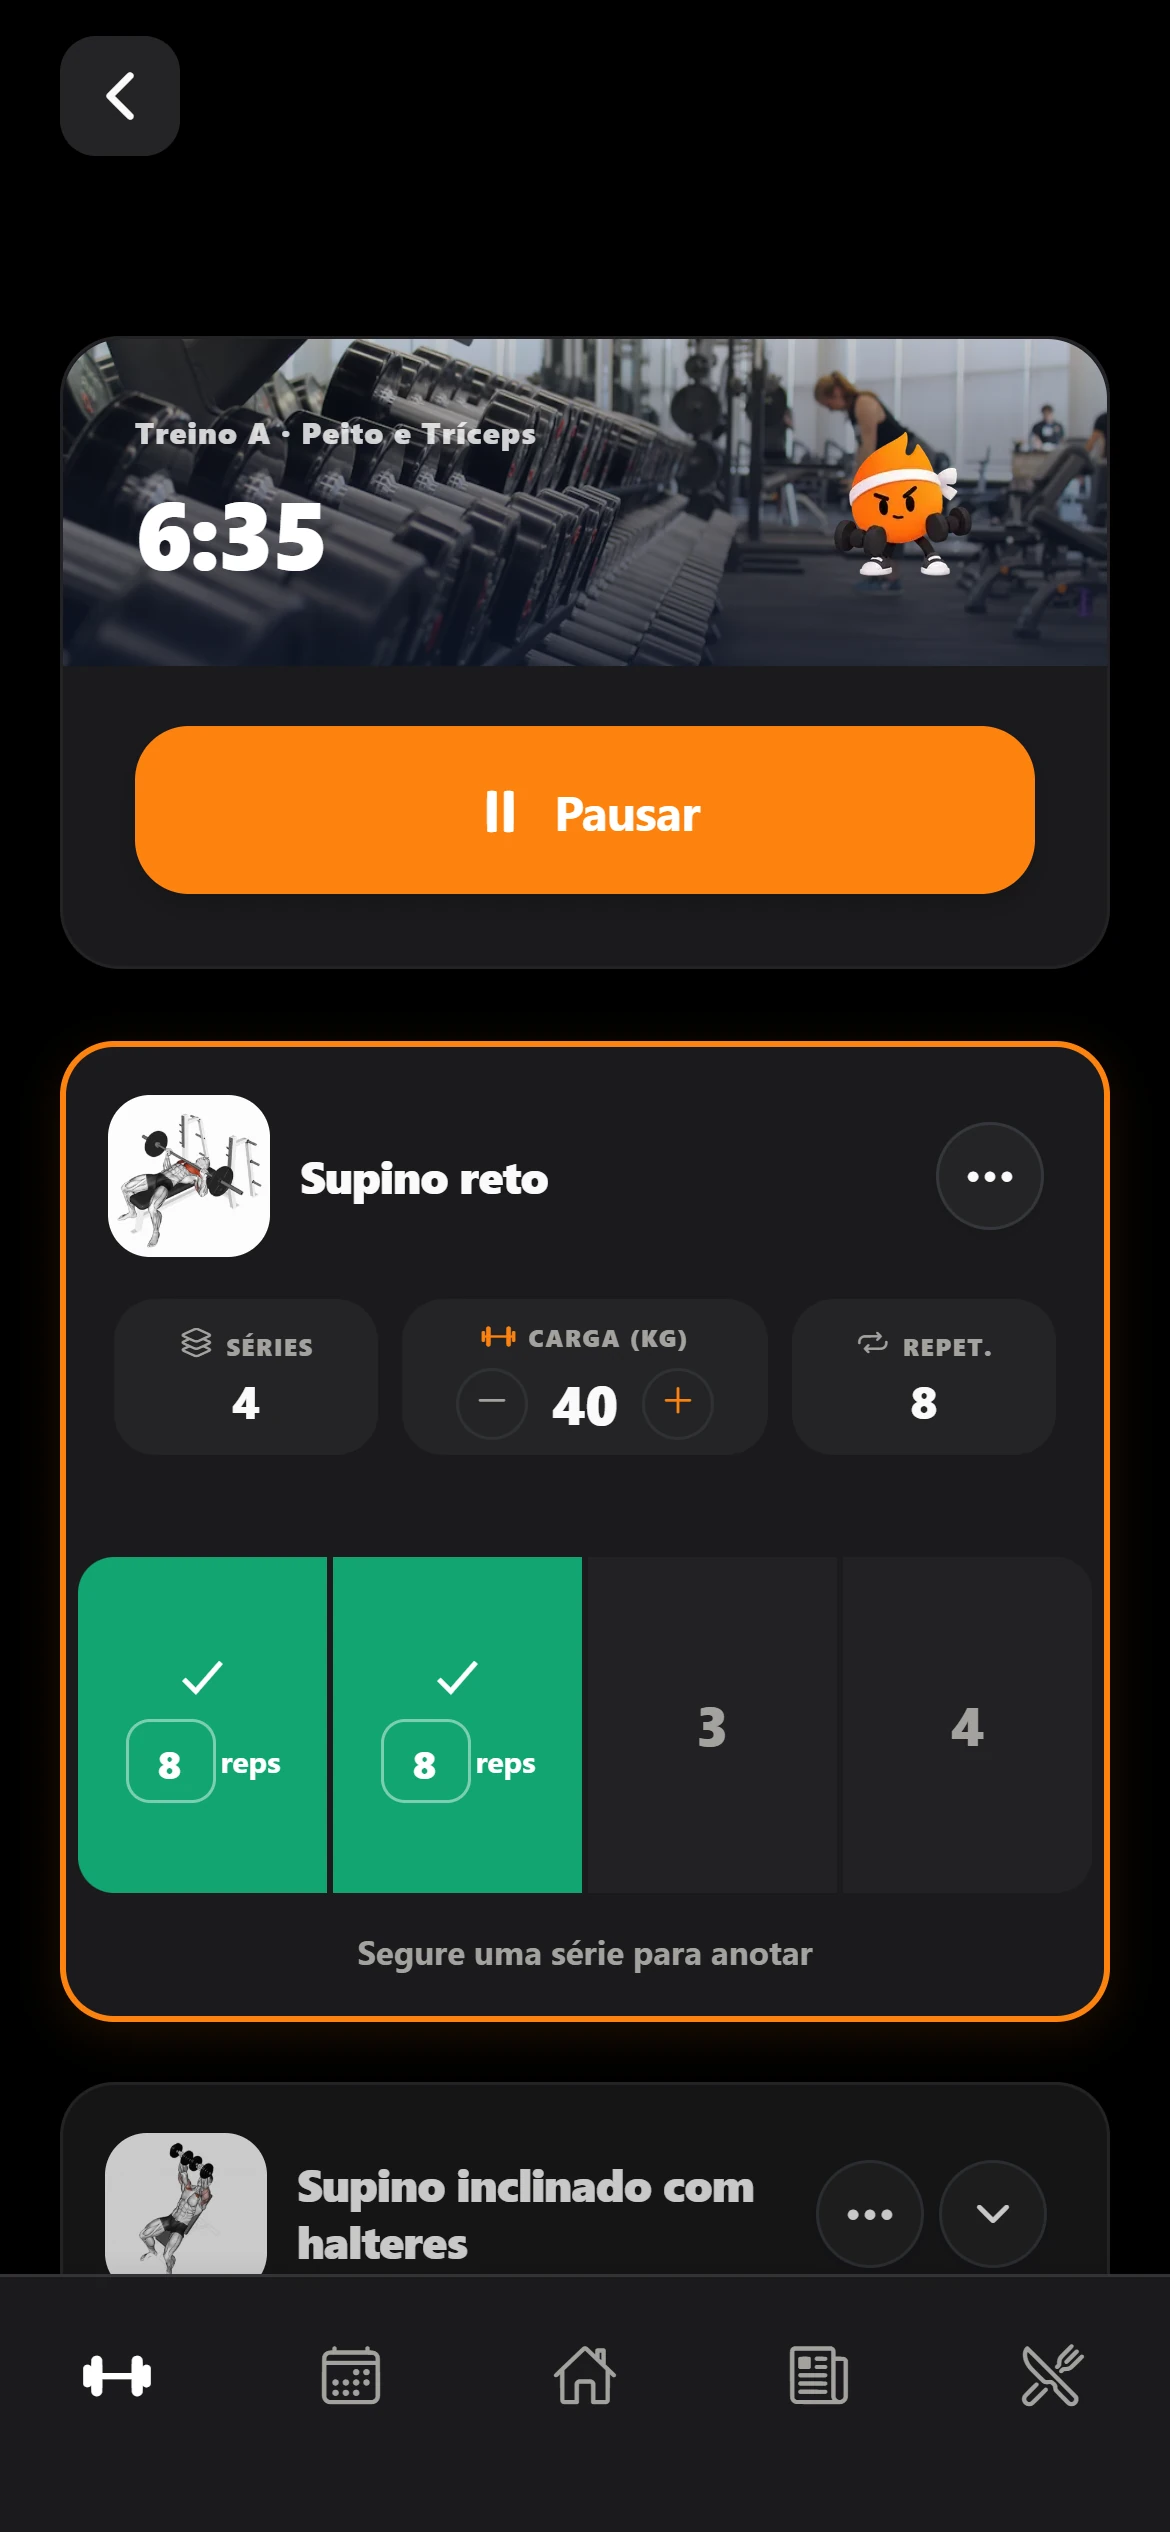 Treino A · Peito e Tríceps
6:35
Pausar
Supino reto
SÉRIES
4
CARGA (KG)
40
REPET.
8
8 reps
8 reps
3
4
Segure uma série para anotar
Supino inclinado com
halteres